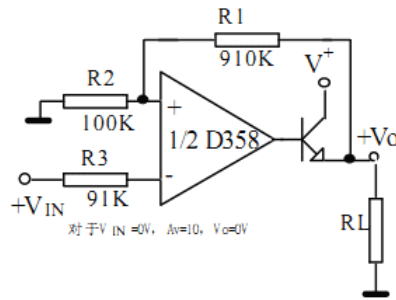 R1
910K
R2
100K
V+
+
1/2 D358
+Vo
R3
91K
-
+VIN
RL
对于V IN =0V, Av=10, Vo=0V